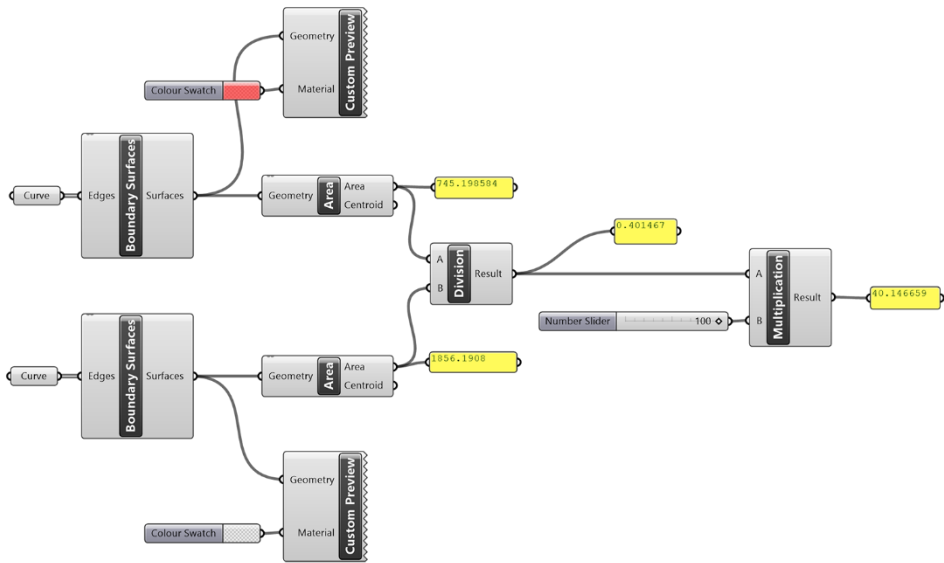 Geometry
Material
Custom Preview
Colour Swatch
Curve
Edges
Boundary Surfaces
Surfaces
Geometry
Area
Area
Centroid
745.198584
A
B
Division
Result
0.401467
Number Slider
100
A
B
Multiplication
Result
40.146659
Curve
Edges
Boundary Surfaces
Surfaces
Geometry
Area
Area
Centroid
1856.1908
Geometry
Material
Custom Preview
Colour Swatch